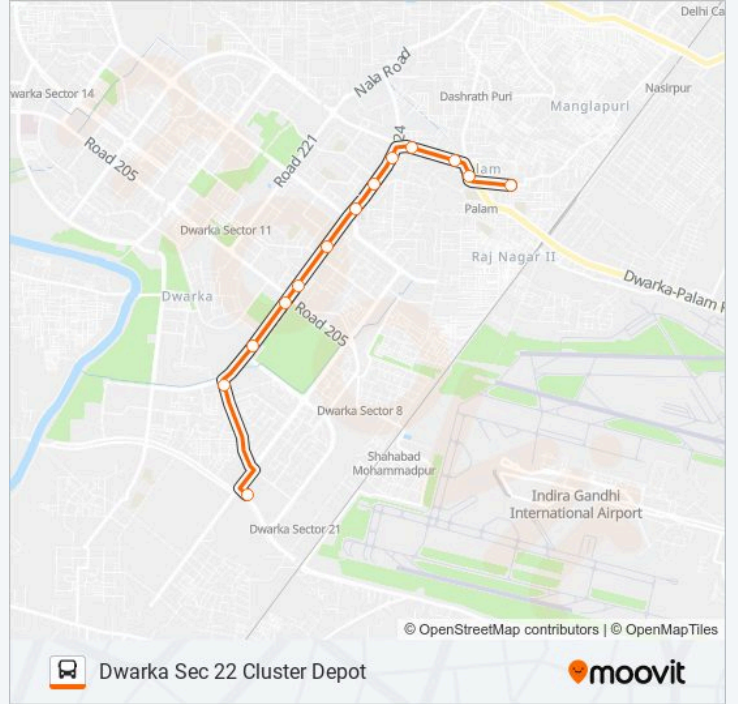 Delhi Ca
Nala Road
Nasirpur
Dashrath Puri
warka Sector 14
Manglapuri
24
Road 205
Road 221
alam
Palam
Dwarka Sector 11
Raj Nagar II
Dwarka-Palam R
Dwarka
Road 205
Dwarka Sector 8
Shahabad
Mohammadpur
Indira Gandhi
International Airport
Dwarka Sector 21
© OpenStreetMap contributors | © OpenMapTiles
Dwarka Sec 22 Cluster Depot
moovit